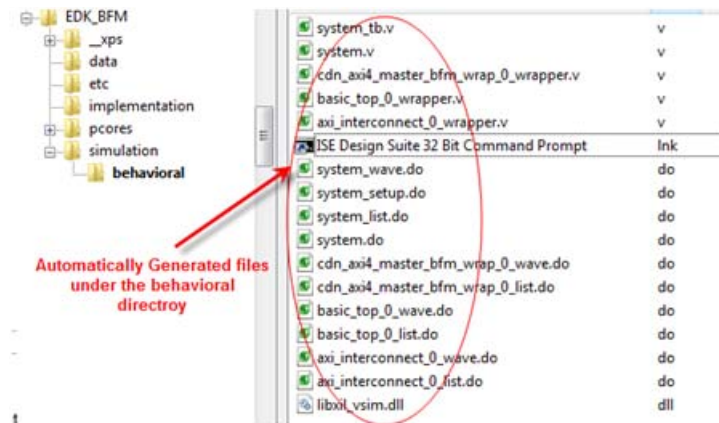 EDK_BFM
__xps
data
etc
implementation
pcores
simulation
behavioral
Automatically Generated files
under the behavioral
directroy
system_tb.v v
system.v v
cdn_axi4_master_bfm_wrap_0_wrapper.v v
basic_top_0_wrapper.v v
axi_interconnect_0_wrapper.v v
ISE Design Suite 32 Bit Command Prompt lnk
system_wave.do do
system_setup.do do
system_list.do do
system.do do
cdn_axi4_master_bfm_wrap_0_wave.do do
cdn_axi4_master_bfm_wrap_0_list.do do
basic_top_0_wave.do do
basic_top_0_list.do do
axi_interconnect_0_wave.do do
axi_interconnect_0_list.do do
libxil_vsim.dll dll